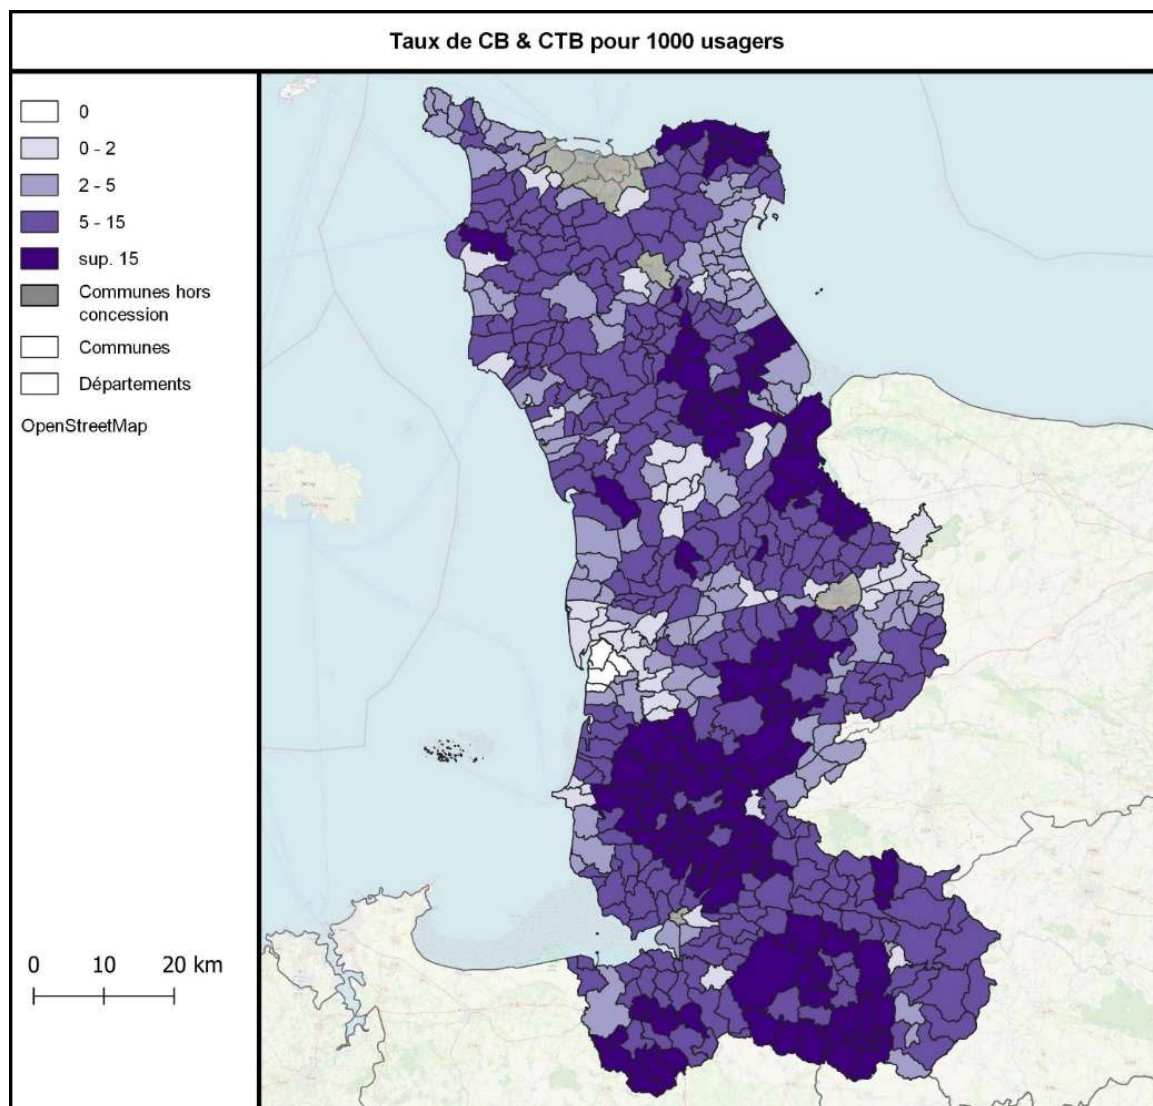 Taux de CB & CTB pour 1000 usagers
0
0 - 2
2 - 5
5 - 15
sup. 15
Communes hors
concession
Communes
Départements
OpenStreetMap
0 10 20 km